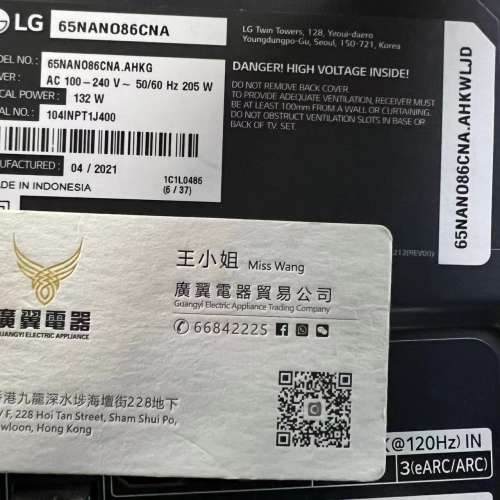 LG 65NANO86CNA
LG Twin Towers, 128, Yeoui-daero
Youngdungpo-Gu, Seoul, 150-721, Korea
65NANO86CNA.AHKG
AC 100-240 V~ 50/60 Hz 205 W
POWER : 132 W
104INPT1J400
04 / 2021
MADE IN INDONESIA
1C1L0486
(6 / 37)
DANGER! HIGH VOLTAGE INSIDE!
DO NOT REMOVE BACK COVER.
TO PROVIDE ADEQUATE VENTILATION, RECEIVER MUST
BE AT LEAST 100mm FROM A WALL OR CURTAINING.
DO NOT OBSTRUCT VENTILATION SLOTS IN BASE OR
BACK OF TV. SET.
65NANO86CNA.AHKWLJD
王小姐 Miss Wang
廣翼電器貿易公司
Guangyi Electric Appliance Trading Company
66842225
廣翼電器
GUANGYI ELECTRIC APPLIANCE
港九龍深水埗海壇街228號地下
/F, 228 Hoi Tan Street, Sham Shui Po,
wloon, Hong Kong
K@120Hz) IN
3(eARC/ARC)